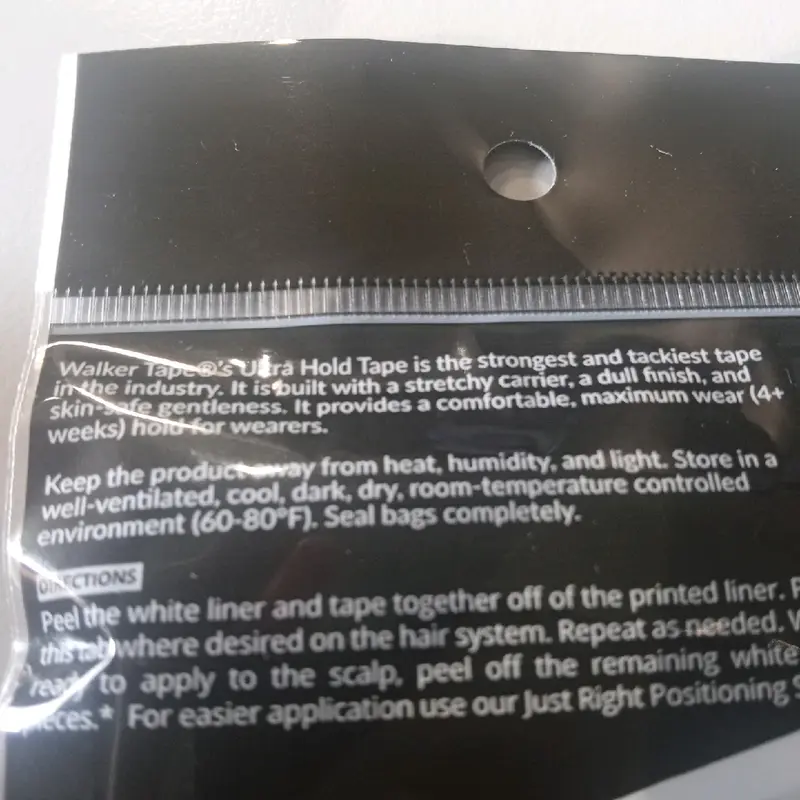 Walker Tape®'s Ultra Hold Tape is the strongest and tackiest tape
in the industry. It is built with a stretchy carrier, a dull finish, and
skin-safe gentleness. It provides a comfortable, maximum wear (4+
weeks) hold for wearers.
Keep the product away from heat, humidity, and light. Store in a
well-ventilated, cool, dark, dry, room-temperature controlled
environment (60-80°F). Seal bags completely.
DIRECTIONS
Peel the white liner and tape together off of the printed liner.
this tab where desired on the hair system. Repeat as needed.
ready to apply to the scalp, peel off the remaining white
pieces.* For easier application use our Just Right Positioning